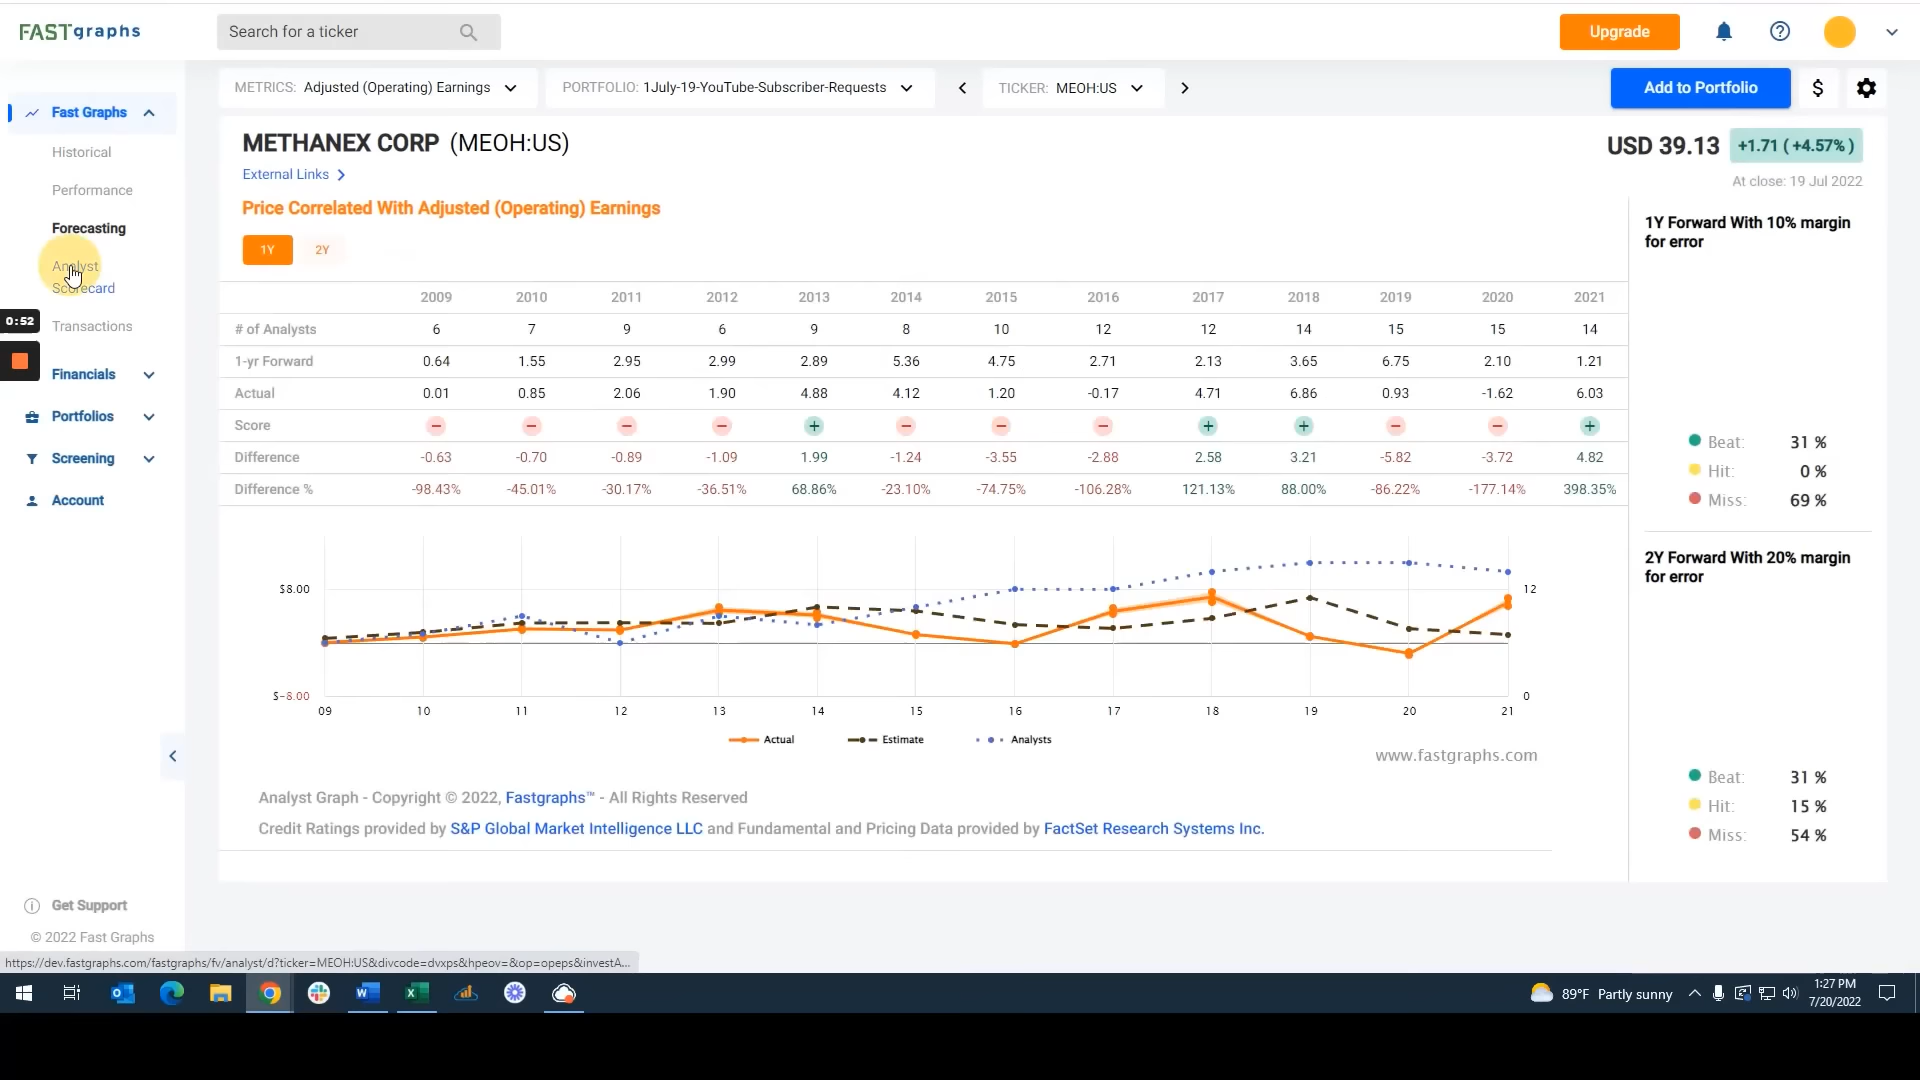 FAST graphs
Search for a ticker
Upgrade
METRICS: Adjusted (Operating) Earnings
PORTFOLIO: 1July-19-YouTube-Subscriber-Requests
TICKER: MEOH:US
Add to Portfolio
$
Fast Graphs
Historical
Performance
Forecasting
Analyst
Scorecard
Transactions
Financials
Portfolios
Screening
Account
0:52
METHANEX CORP (MEOH:US)
USD 39.13 +1.71 ( +4.57% )
External Links
At close: 19 Jul 2022
Price Correlated With Adjusted (Operating) Earnings
1Y 2Y
2009 2010 2011 2012 2013 2014 2015 2016 2017 2018 2019 2020 2021
# of Analysts 6 7 9 6 9 8 10 12 12 14 15 15 14
1-yr Forward 0.64 1.55 2.95 2.99 2.89 5.36 4.75 2.71 2.13 3.65 6.75 2.10 1.21
Actual 0.01 0.85 2.06 1.90 4.88 4.12 1.20 -0.17 4.71 6.86 0.93 -1.62 6.03
Score − − − − + − − − + + − − +
Difference -0.63 -0.70 -0.89 -1.09 1.99 -1.24 -3.55 -2.88 2.58 3.21 -5.82 -3.72 4.82
Difference % -98.43% -45.01% -30.17% -36.51% 68.86% -23.10% -74.75% -106.28% 121.13% 88.00% -86.22% -177.14% 398.35%
$8.00 12
$-8.00 0
09 10 11 12 13 14 15 16 17 18 19 20 21
Actual Estimate Analysts
www.fastgraphs.com
Analyst Graph - Copyright © 2022, Fastgraphs™ - All Rights Reserved
Credit Ratings provided by S&P Global Market Intelligence LLC and Fundamental and Pricing Data provided by FactSet Research Systems Inc.
1Y Forward With 10% margin
for error
Beat: 31 %
Hit: 0 %
Miss: 69 %
2Y Forward With 20% margin
for error
Beat: 31 %
Hit: 15 %
Miss: 54 %
Get Support
© 2022 Fast Graphs
https://dev.fastgraphs.com/fastgraphs/fv/analyst/d?ticker=MEOH:US&divcode=dvxps&hpeov=&op=opeps&investA...
89°F Partly sunny
1:27 PM
7/20/2022